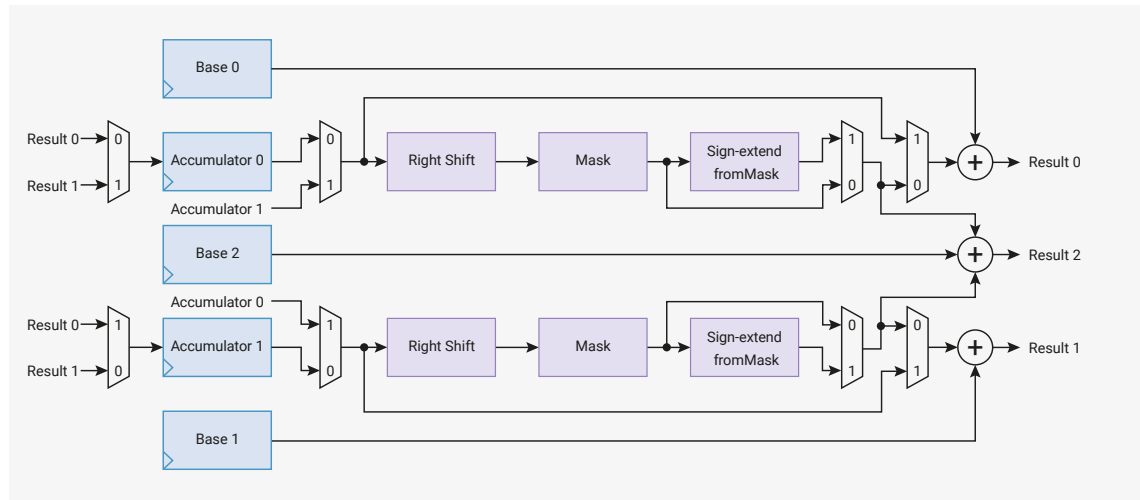 Base 0
Result 0
0
Accumulator 0
0
Right Shift
Mask
Sign-extend
fromMask
1
1
+
Result 0
Result 1
1
1
0
0
Accumulator 1
Base 2
+
Result 2
Accumulator 0
Result 0
1
1
Accumulator 1
Right Shift
Mask
Sign-extend
fromMask
0
0
+
Result 1
Result 1
0
0
1
1
Base 1